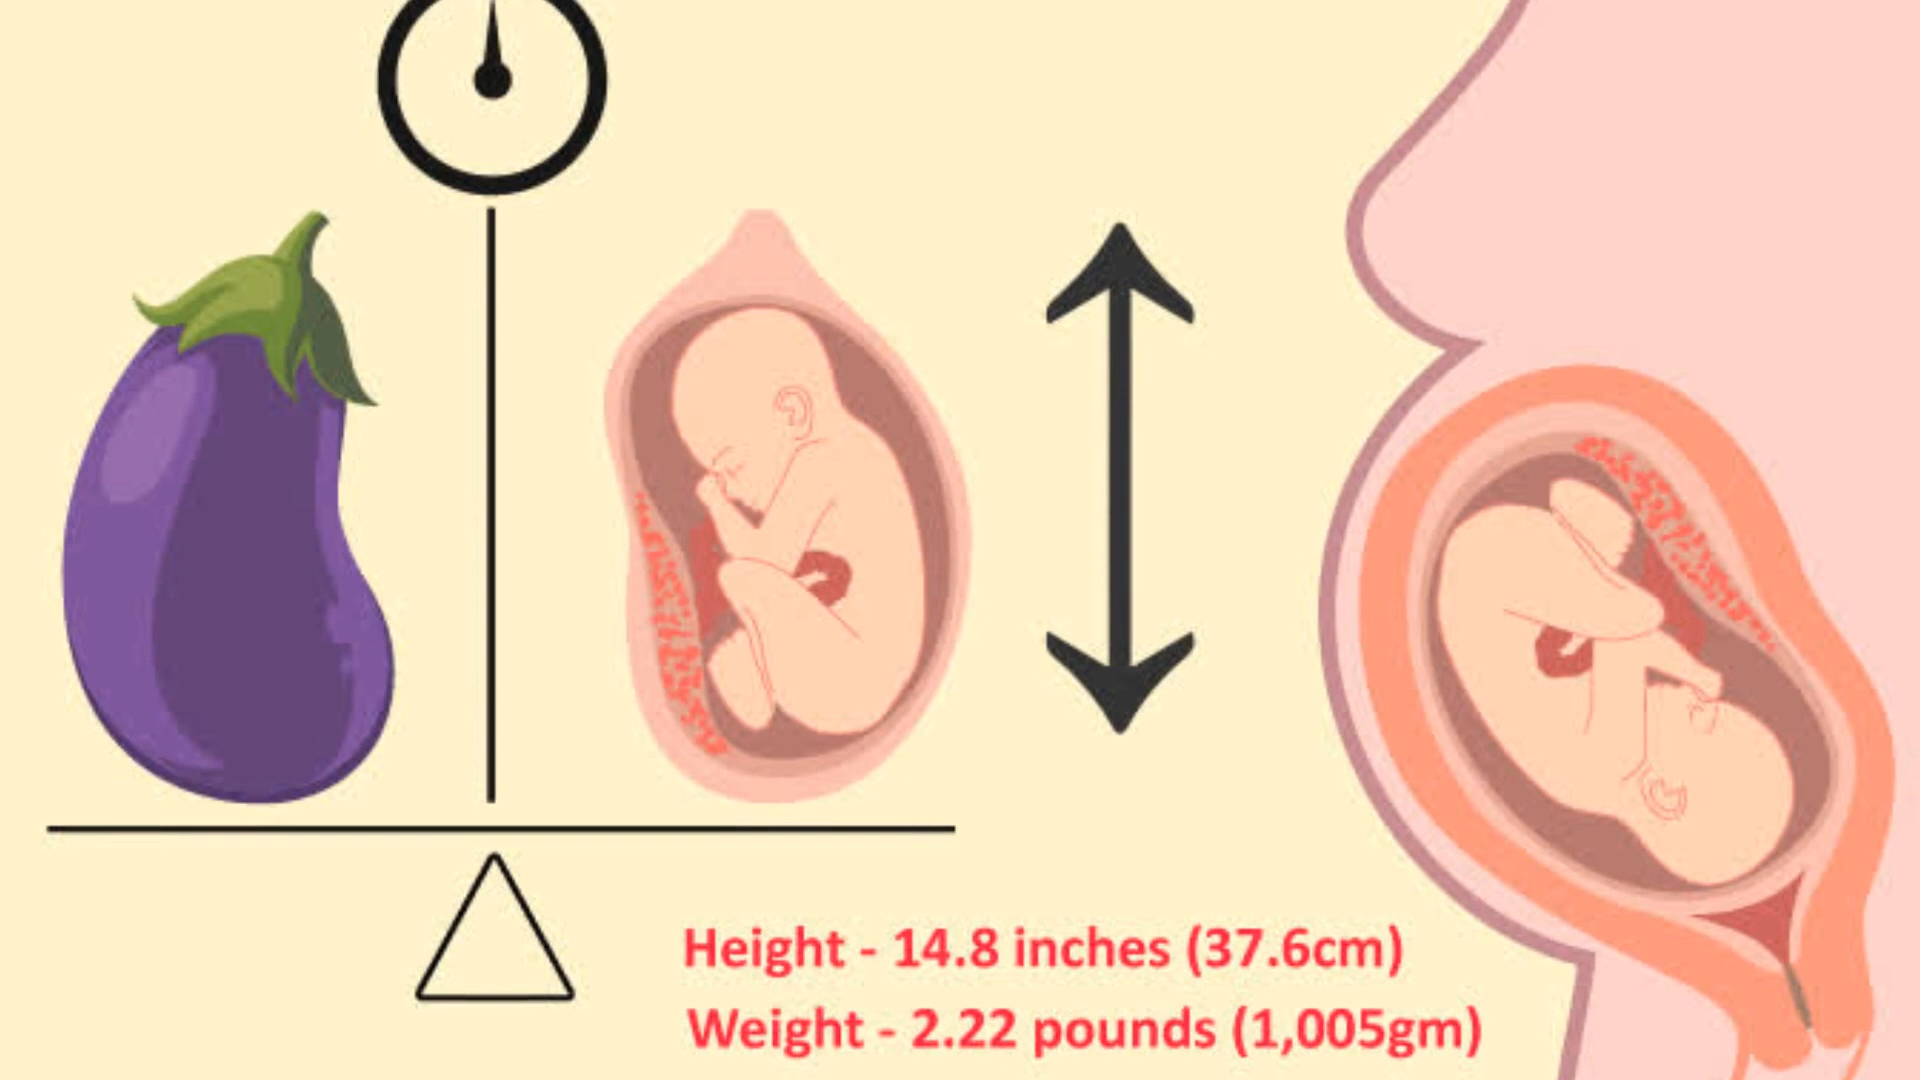 Height - 14.8 inches (37.6cm)
Weight - 2.22 pounds (1,005gm)